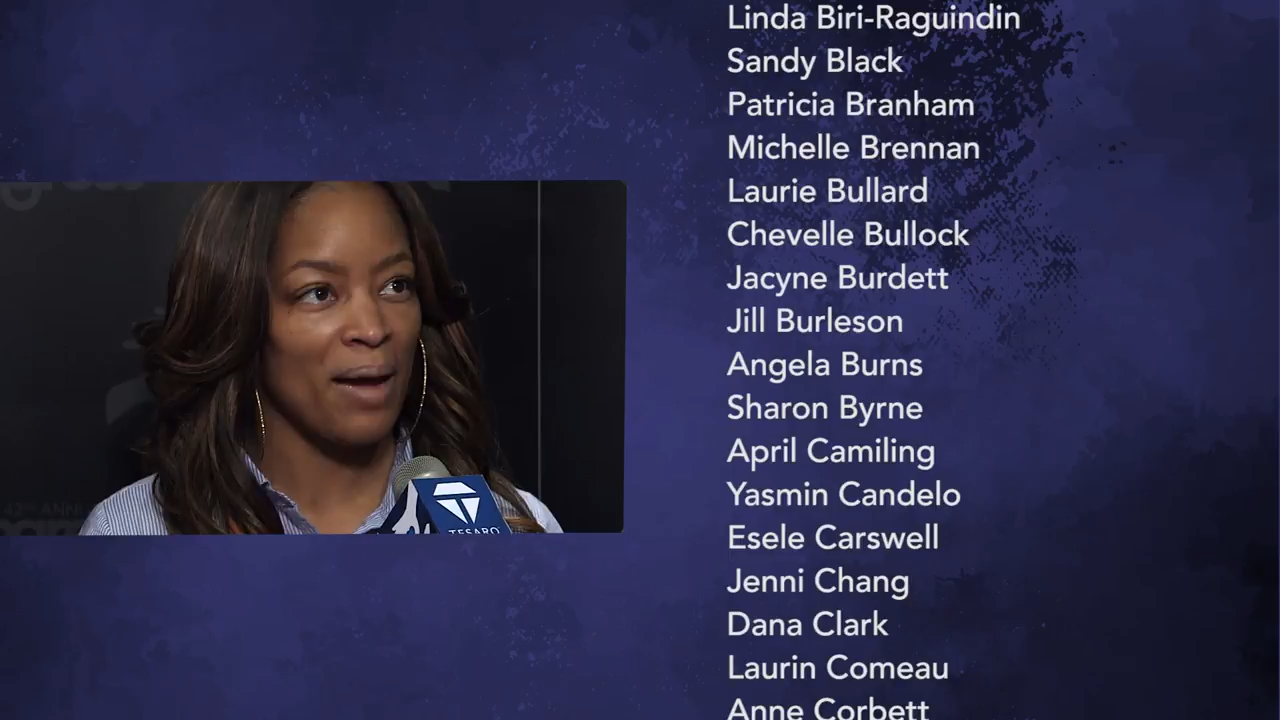 Linda Biri-Raguindin
Sandy Black
Patricia Branham
Michelle Brennan
Laurie Bullard
Chevelle Bullock
Jacyne Burdett
Jill Burleson
Angela Burns
Sharon Byrne
April Camiling
Yasmin Candelo
Esele Carswell
Jenni Chang
Dana Clark
Laurin Comeau
Anne Corbett
TESARO